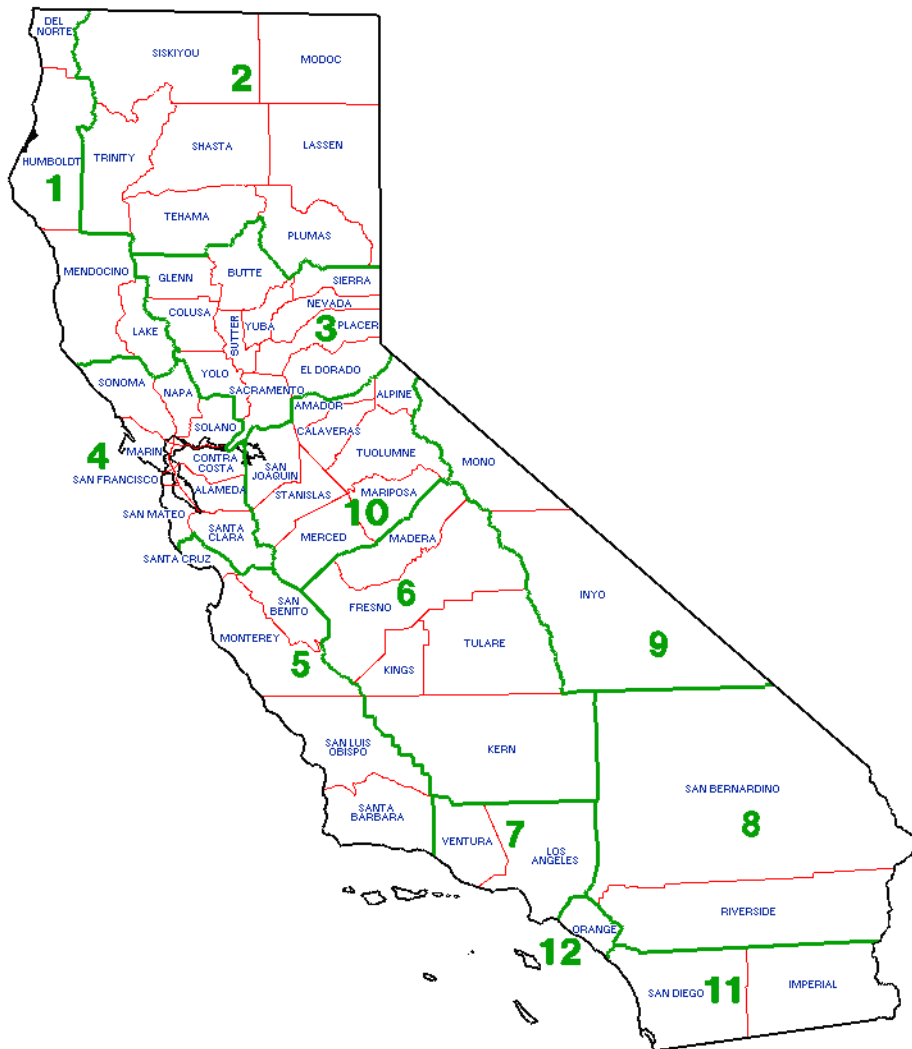 DEL
NORTE
SISKIYOU
MODOC
2
HUMBOLDT
TRINITY
SHASTA
LASSEN
1
TEHAMA
PLUMAS
MENDOCINO
GLENN
BUTTE
SIERRA
COLUSA
NEVADA
LAKE
SUTTER
YUBA
3
PLACER
SONOMA
NAPA
YOLO
EL DORADO
SACRAMENTO
AMADOR
ALPINE
SOLANO
CALAVERAS
4
MARIN
CONTRA
COSTA
SAN
JOAQUIN
TUOLUMNE
MONO
SAN FRANCISCO
ALAMEDA
STANISLAS
MARIPOSA
10
SAN MATEO
SANTA
CLARA
MERCED
MADERA
SANTA CRUZ
SAN
BENITO
FRESNO
6
INYO
MONTEREY
5
KINGS
TULARE
9
SAN LUIS
OBISPO
KERN
SAN BERNARDINO
SANTA
BARBARA
VENTURA
7
LOS
ANGELES
8
RIVERSIDE
ORANGE
12
SAN DIEGO
11
IMPERIAL